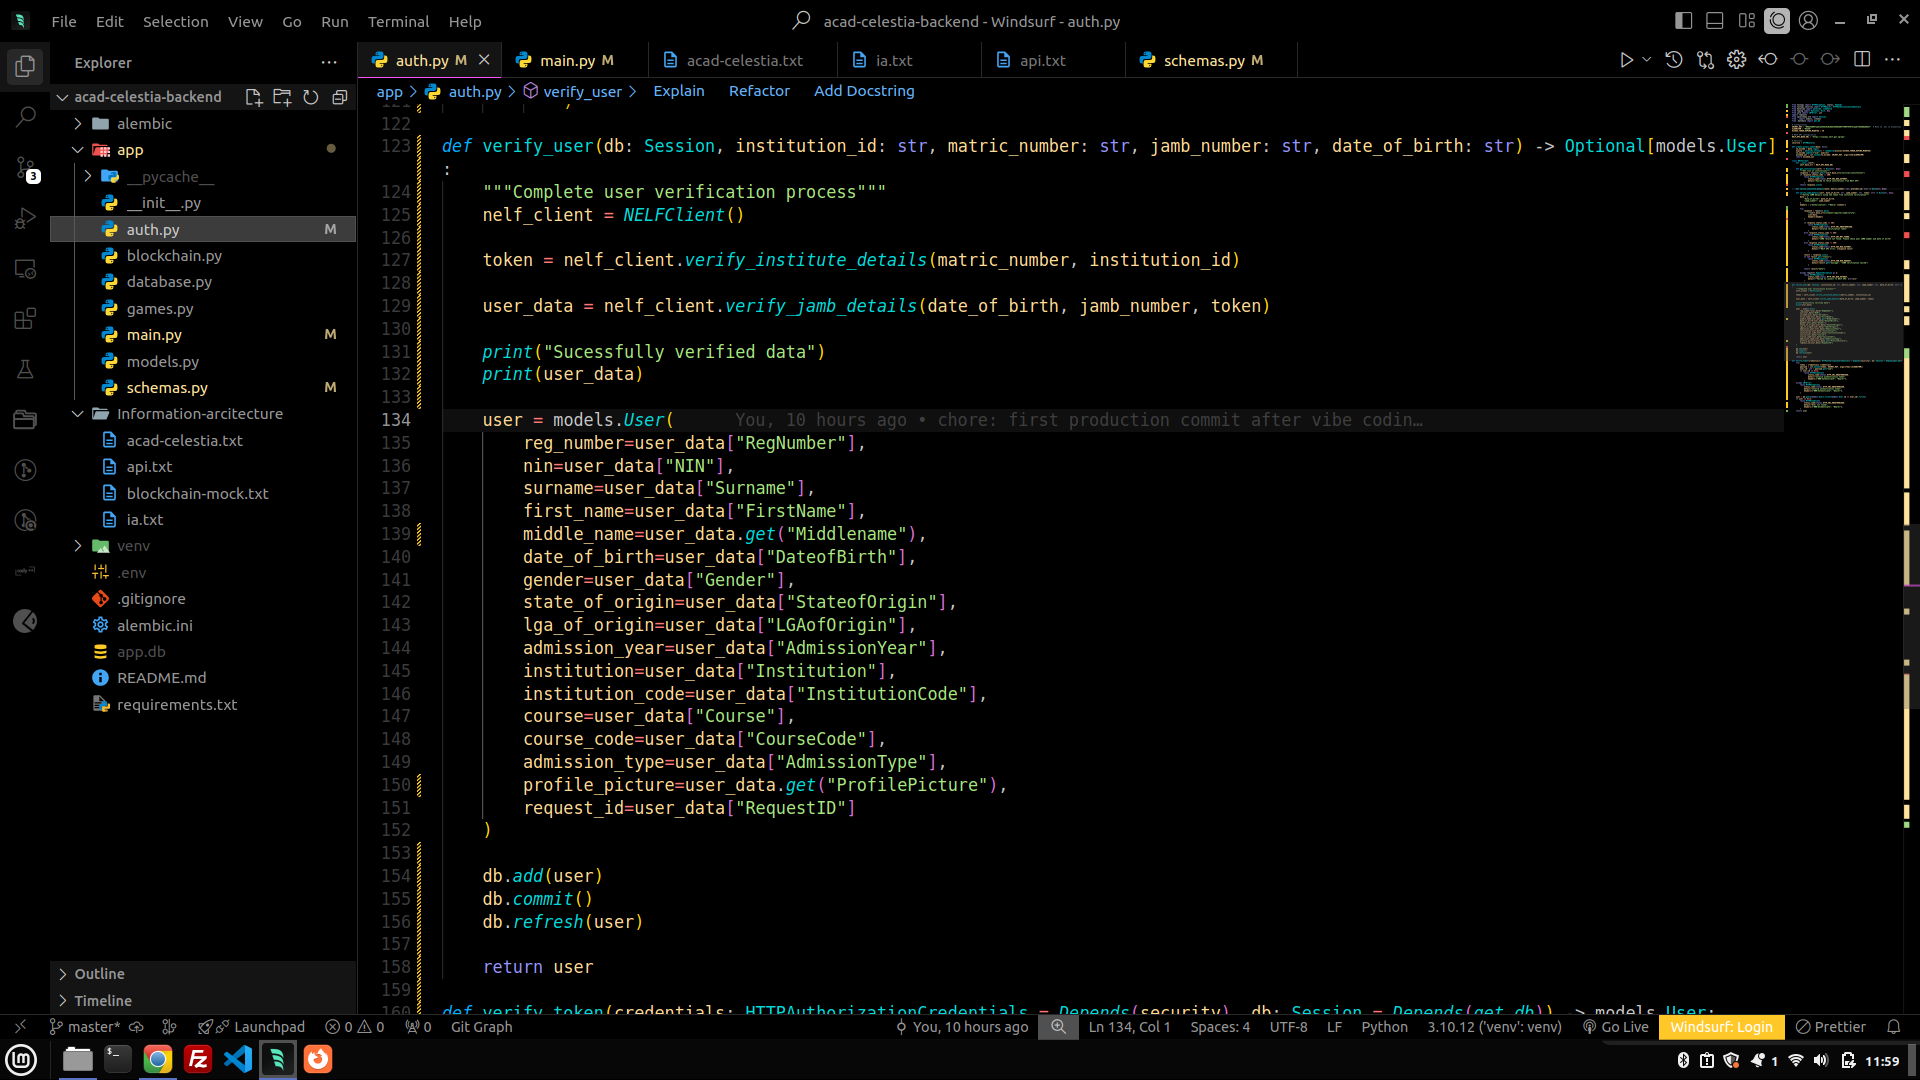 File Edit Selection View Go Run Terminal Help
acad-celestia-backend - Windsurf - auth.py
Explorer
auth.py M
main.py M
acad-celestia.txt
ia.txt
api.txt
schemas.py M
acad-celestia-backend
app > auth.py > verify_user > Explain Refactor Add Docstring
alembic
app
__pycache__
__init__.py
auth.py M
blockchain.py
database.py
games.py
main.py M
models.py
schemas.py M
Information-arcitecture
acad-celestia.txt
api.txt
blockchain-mock.txt
ia.txt
venv
.env
.gitignore
alembic.ini
app.db
README.md
requirements.txt
Outline
Timeline
3
122
123 def verify_user(db: Session, institution_id: str, matric_number: str, jamb_number: str, date_of_birth: str) -> Optional[models.User]
:
124 """Complete user verification process"""
125 nelf_client = NELFClient()
126
127 token = nelf_client.verify_institute_details(matric_number, institution_id)
128
129 user_data = nelf_client.verify_jamb_details(date_of_birth, jamb_number, token)
130
131 print("Sucessfully verified data")
132 print(user_data)
133
134 user = models.User( You, 10 hours ago • chore: first production commit after vibe codin…
135 reg_number=user_data["RegNumber"],
136 nin=user_data["NIN"],
137 surname=user_data["Surname"],
138 first_name=user_data["FirstName"],
139 middle_name=user_data.get("Middlename"),
140 date_of_birth=user_data["DateofBirth"],
141 gender=user_data["Gender"],
142 state_of_origin=user_data["StateofOrigin"],
143 lga_of_origin=user_data["LGAofOrigin"],
144 admission_year=user_data["AdmissionYear"],
145 institution=user_data["Institution"],
146 institution_code=user_data["InstitutionCode"],
147 course=user_data["Course"],
148 course_code=user_data["CourseCode"],
149 admission_type=user_data["AdmissionType"],
150 profile_picture=user_data.get("ProfilePicture"),
151 request_id=user_data["RequestID"]
152 )
153
154 db.add(user)
155 db.commit()
156 db.refresh(user)
157
158 return user
159
160 def verify_token(credentials: HTTPAuthorizationCredentials = Depends(security), db: Session = Depends(get_db)) -> models.User:
master* Launchpad 0 0 0 Git Graph You, 10 hours ago Ln 134, Col 1 Spaces: 4 UTF-8 LF Python 3.10.12 ('venv': venv) Go Live Windsurf: Login Prettier
1 11:59